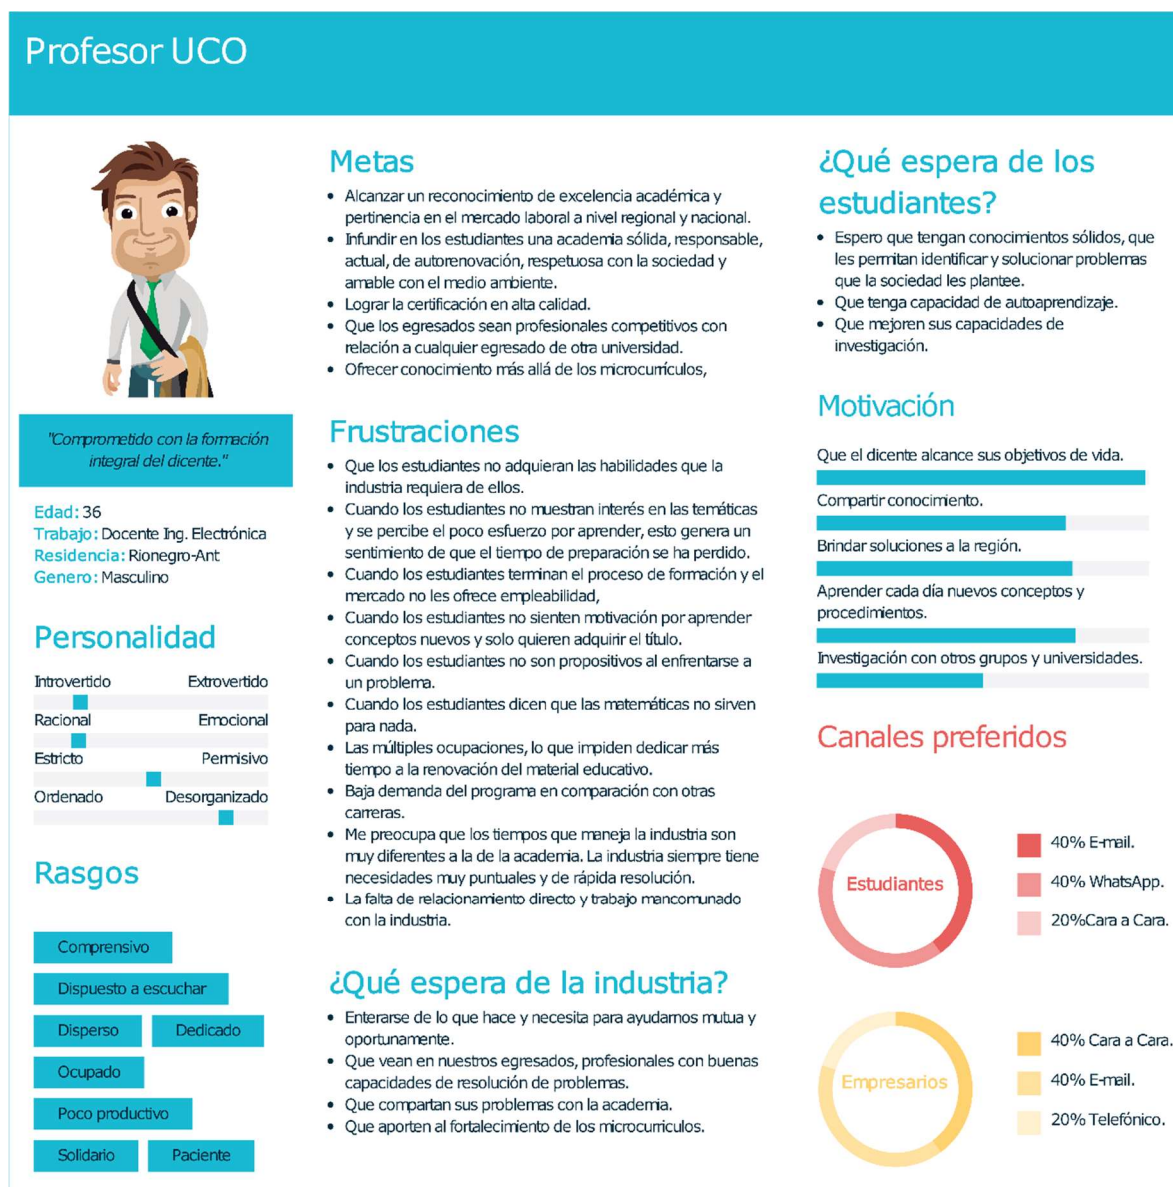 Profesor UCO
"Comprometido con la formación
integral del dicente."
Edad: 36
Trabajo: Docente Ing. Electrónica
Residencia: Rionegro-Ant
Genero: Masculino
Personalidad
Introvertido Extrovertido
Racional Emocional
Estricto Permisivo
Ordenado Desorganizado
Rasgos
Comprensivo
Dispuesto a escuchar
Disperso Dedicado
Ocupado
Poco productivo
Solidario Paciente
Metas
• Alcanzar un reconocimiento de excelencia académica y
pertinencia en el mercado laboral a nivel regional y nacional.
• Infundir en los estudiantes una academia sólida, responsable,
actual, de autorenovación, respetuosa con la sociedad y
amable con el medio ambiente.
• Lograr la certificación en alta calidad.
• Que los egresados sean profesionales competitivos con
relación a cualquier egresado de otra universidad.
• Ofrecer conocimiento más allá de los microcurrículos,
Frustraciones
• Que los estudiantes no adquieran las habilidades que la
industria requiera de ellos.
• Cuando los estudiantes no muestran interés en las temáticas
y se percibe el poco esfuerzo por aprender, esto genera un
sentimiento de que el tiempo de preparación se ha perdido.
• Cuando los estudiantes terminan el proceso de formación y el
mercado no les ofrece empleabilidad,
• Cuando los estudiantes no sienten motivación por aprender
conceptos nuevos y solo quieren adquirir el título.
• Cuando los estudiantes no son propositivos al enfrentarse a
un problema.
• Cuando los estudiantes dicen que las matemáticas no sirven
para nada.
• Las múltiples ocupaciones, lo que impiden dedicar más
tiempo a la renovación del material educativo.
• Baja demanda del programa en comparación con otras
carreras.
• Me preocupa que los tiempos que maneja la industria son
muy diferentes a la de la academia. La industria siempre tiene
necesidades muy puntuales y de rápida resolución.
• La falta de relacionamiento directo y trabajo mancomunado
con la industria.
¿Qué espera de la industria?
• Enterarse de lo que hace y necesita para ayudarnos mutua y
oportunamente.
• Que vean en nuestros egresados, profesionales con buenas
capacidades de resolución de problemas.
• Que compartan sus problemas con la academia.
• Que aporten al fortalecimiento de los microcurriculos.
¿Qué espera de los
estudiantes?
• Espero que tengan conocimientos sólidos, que
les permitan identificar y solucionar problemas
que la sociedad les plantee.
• Que tenga capacidad de autoaprendizaje.
• Que mejoren sus capacidades de
investigación.
Motivación
Que el dicente alcance sus objetivos de vida.
Compartir conocimiento.
Brindar soluciones a la región.
Aprender cada día nuevos conceptos y
procedimientos.
Investigación con otros grupos y universidades.
Canales preferidos
Estudiantes
40% E-mail.
40% WhatsApp.
20%Cara a Cara.
Empresarios
40% Cara a Cara.
40% E-mail.
20% Telefónico.